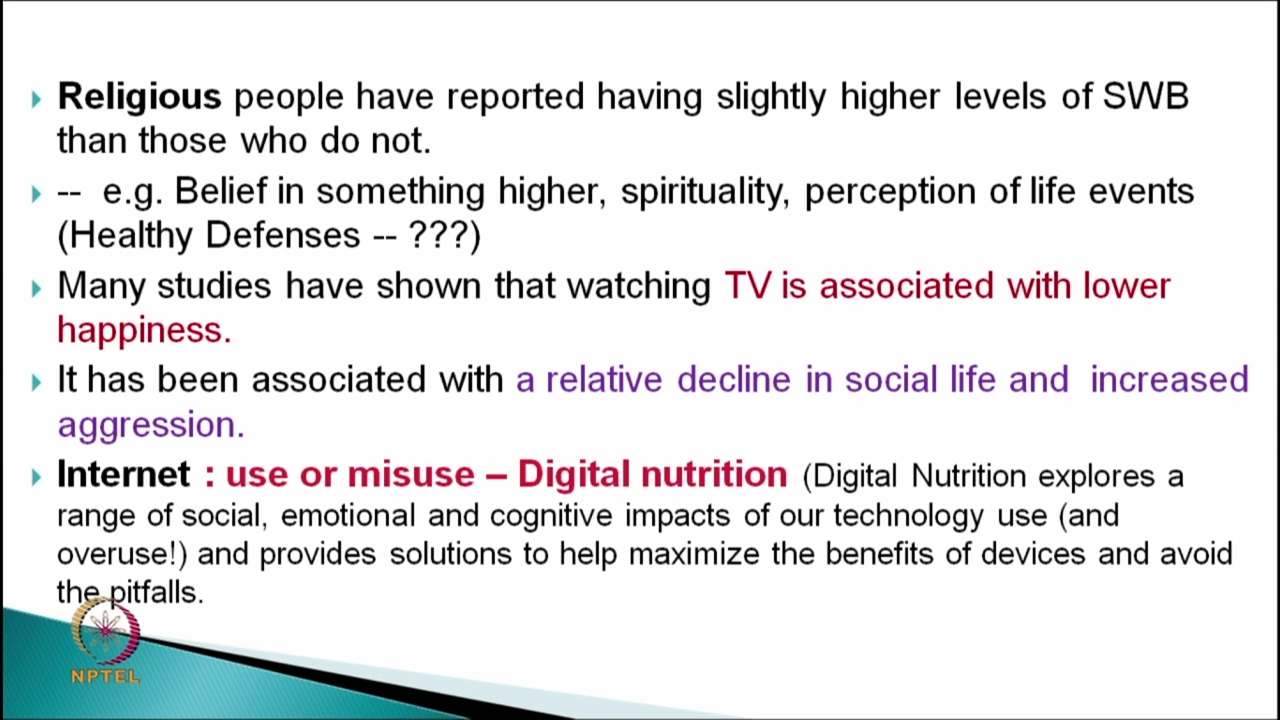 Religious people have reported having slightly higher levels of SWB
than those who do not.
-- e.g. Belief in something higher, spirituality, perception of life events
(Healthy Defenses -- ???)
Many studies have shown that watching TV is associated with lower
happiness.
It has been associated with a relative decline in social life and increased
aggression.
Internet : use or misuse – Digital nutrition (Digital Nutrition explores a
range of social, emotional and cognitive impacts of our technology use (and
overuse!) and provides solutions to help maximize the benefits of devices and avoid
the pitfalls.
NPTEL